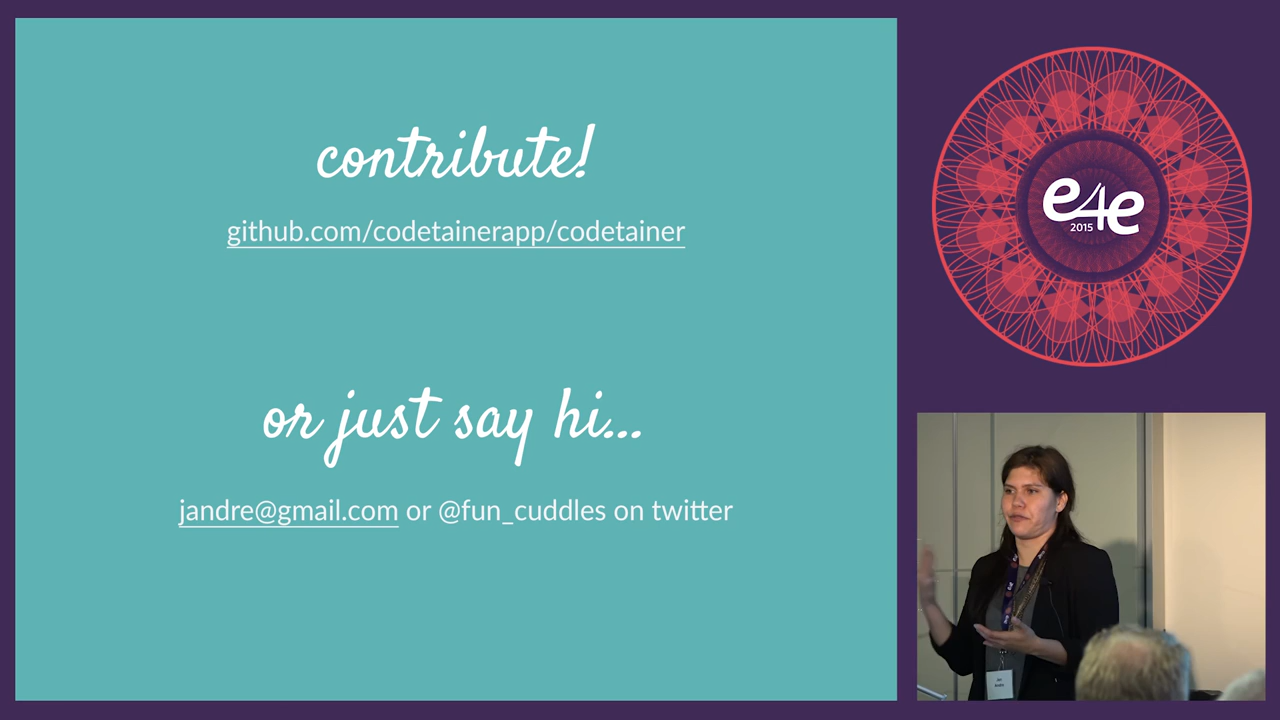 contribute!
github.com/codetainerapp/codetainer
or just say hi...
jandre@gmail.com or @fun_cuddles on twitter
e4e
2015